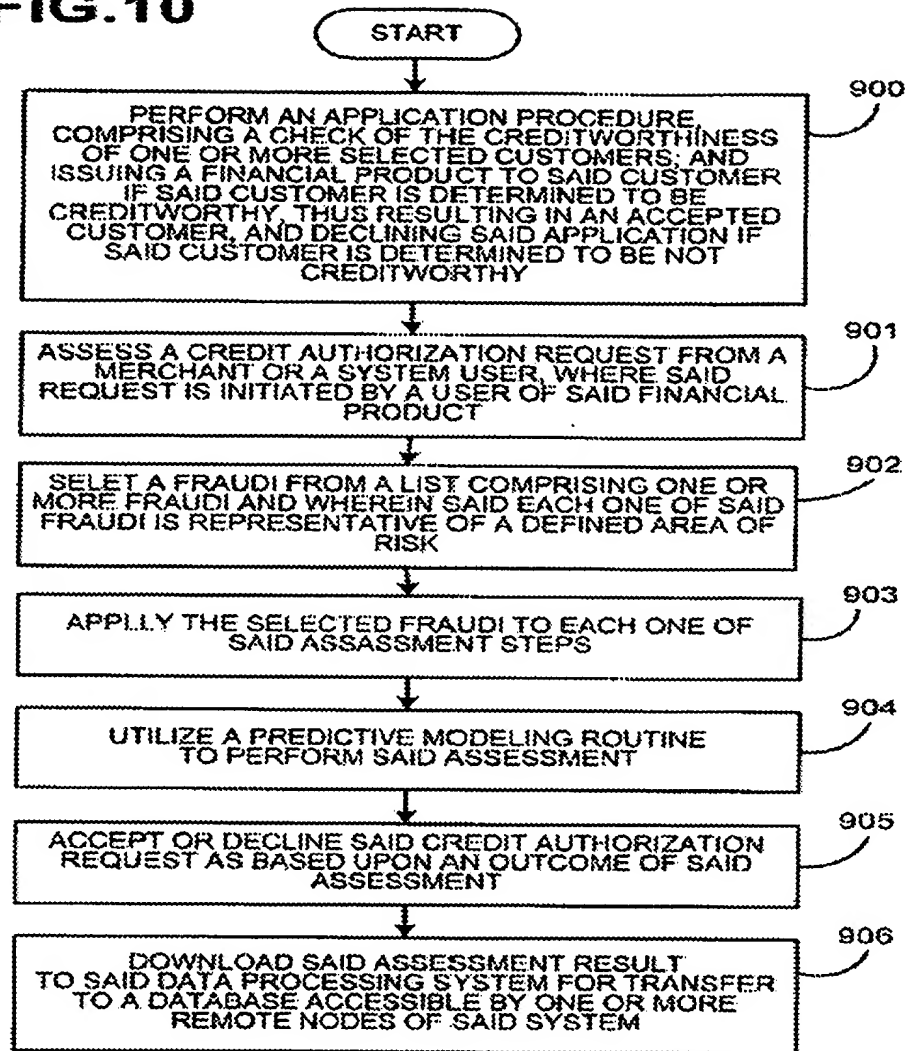 FIG.10
START
900
PERFORM AN APPLICATION PROCEDURE,
COMPRISING A CHECK OF THE CREDITWORTHINESS
OF ONE OR MORE SELECTED CUSTOMERS; AND
ISSUING A FINANCIAL PRODUCT TO SAID CUSTOMER
IF SAID CUSTOMER IS DETERMINED TO BE
CREDITWORTHY, THUS RESULTING IN AN ACCEPTED
CUSTOMER, AND DECLINING SAID APPLICATION IF
SAID CUSTOMER IS DETERMINED TO BE NOT
CREDITWORTHY
901
ASSESS A CREDIT AUTHORIZATION REQUEST FROM A
MERCHANT OR A SYSTEM USER, WHERE SAID
REQUEST IS INITIATED BY A USER OF SAID FINANCIAL
PRODUCT
902
SELET A FRAUDI FROM A LIST COMPRISING ONE OR
MORE FRAUDI AND WHEREIN SAID EACH ONE OF SAID
FRAUDI IS REPRESENTATIVE OF A DEFINED AREA OF
RISK
903
APPLLY THE SELECTED FRAUDI TO EACH ONE OF
SAID ASSASSMENT STEPS
904
UTILIZE A PREDICTIVE MODELING ROUTINE
TO PERFORM SAID ASSESSMENT
905
ACCEPT OR DECLINE SAID CREDIT AUTHORIZATION
REQUEST AS BASED UPON AN OUTCOME OF SAID
ASSESSMENT
906
DOWNLOAD SAID ASSESSMENT RESULT
TO SAID DATA PROCESSING SYSTEM FOR TRANSFER
TO A DATABASE ACCESSIBLE BY ONE OR MORE
REMOTE NODES OF SAID SYSTEM